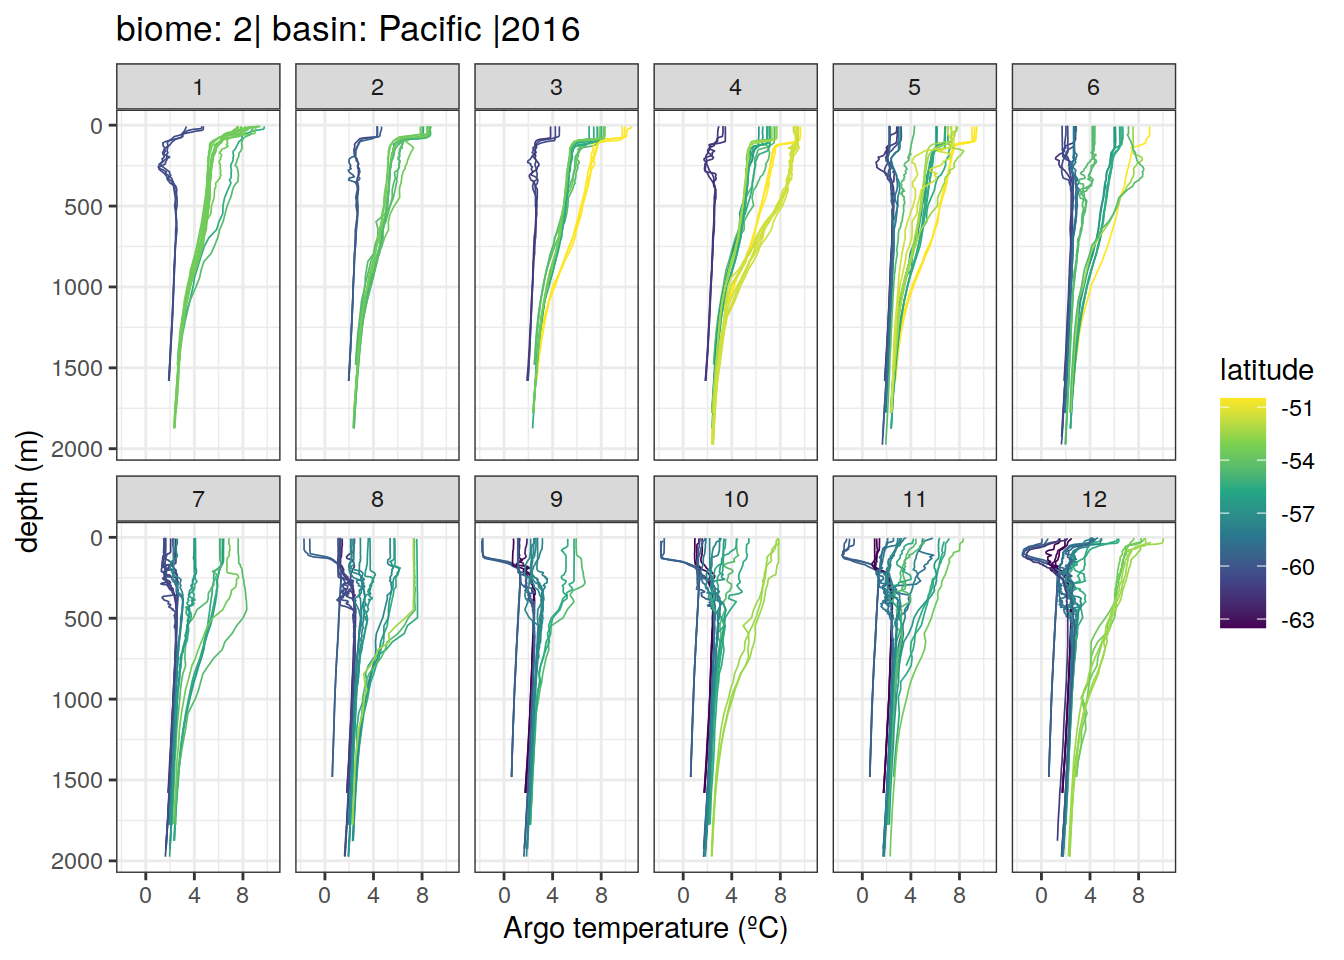 biome: 2| basin: Pacific |2016
1 2 3 4 5 6
0
500
1000
1500
2000
7 8 9 10 11 12
0
500
1000
1500
2000
0 4 8 0 4 8 0 4 8 0 4 8 0 4 8 0 4 8
Argo temperature (ºC)
depth (m)
latitude
-51
-54
-57
-60
-63